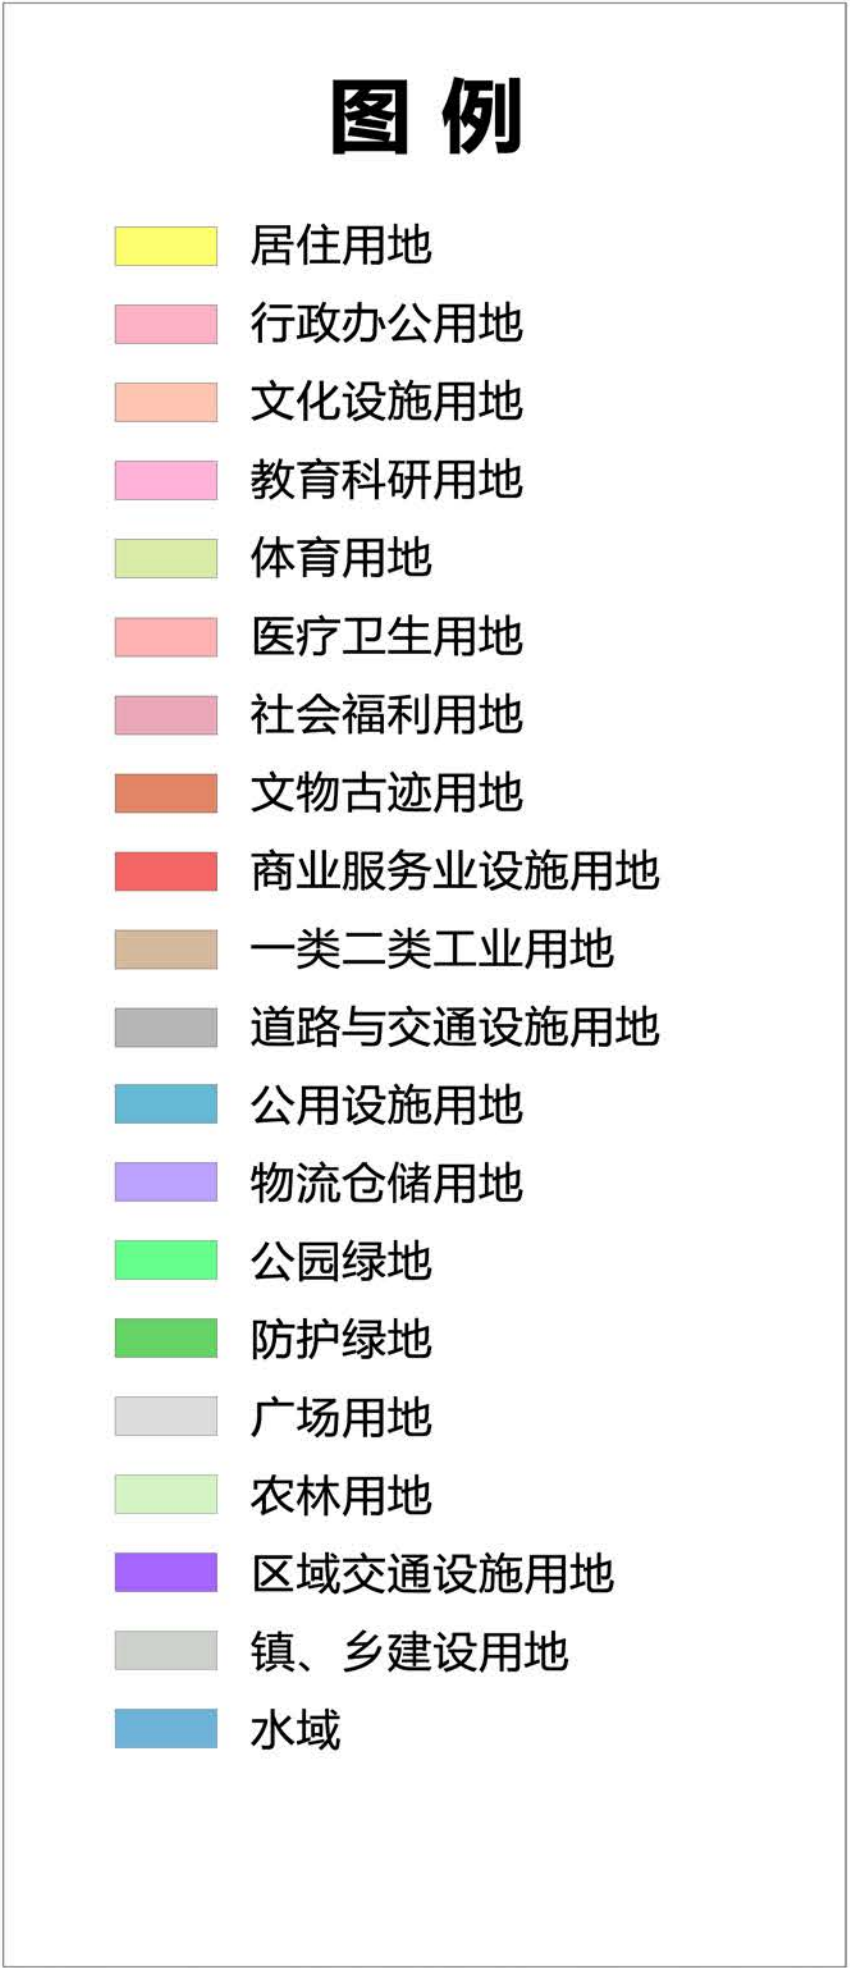 图 例
居住用地
行政办公用地
文化设施用地
教育科研用地
体育用地
医疗卫生用地
社会福利用地
文物古迹用地
商业服务业设施用地
一类二类工业用地
道路与交通设施用地
公用设施用地
物流仓储用地
公园绿地
防护绿地
广场用地
农林用地
区域交通设施用地
镇、乡建设用地
水域